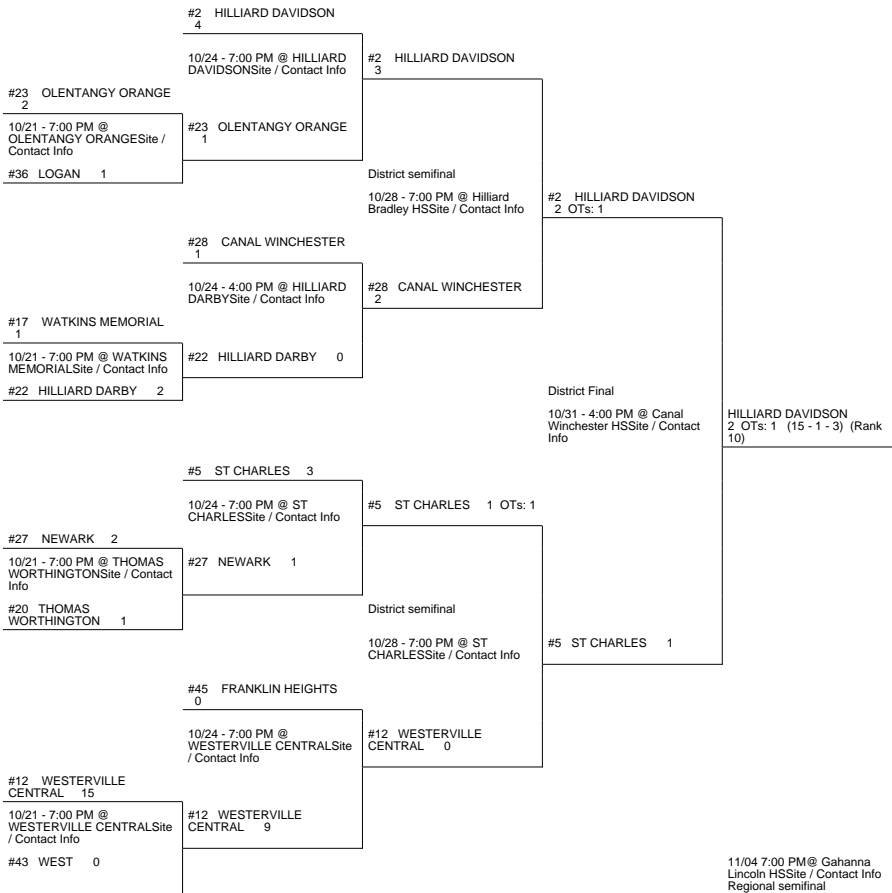 #2 HILLIARD DAVIDSON
4
10/24 - 7:00 PM @ HILLIARD
DAVIDSONSite / Contact Info
#2 HILLIARD DAVIDSON
3
#23 OLENTANGY ORANGE
2
10/21 - 7:00 PM @
OLENTANGY ORANGESite /
Contact Info
#23 OLENTANGY ORANGE
1
#36 LOGAN 1
District semifinal
10/28 - 7:00 PM @ Hilliard
Bradley HSSite / Contact Info
#2 HILLIARD DAVIDSON
2 OTs: 1
#28 CANAL WINCHESTER
1
10/24 - 4:00 PM @ HILLIARD
DARBYSite / Contact Info
#28 CANAL WINCHESTER
2
#17 WATKINS MEMORIAL
1
10/21 - 7:00 PM @ WATKINS
MEMORIALSite / Contact Info
#22 HILLIARD DARBY 0
#22 HILLIARD DARBY 2
District Final
10/31 - 4:00 PM @ Canal
Winchester HSSite / Contact
Info
HILLIARD DAVIDSON
2 OTs: 1 (15 - 1 - 3) (Rank
10)
#5 ST CHARLES 3
10/24 - 7:00 PM @ ST
CHARLESSite / Contact Info
#5 ST CHARLES 1 OTs: 1
#27 NEWARK 2
10/21 - 7:00 PM @ THOMAS
WORTHINGTONSite / Contact
Info
#27 NEWARK 1
#20 THOMAS
WORTHINGTON 1
District semifinal
10/28 - 7:00 PM @ ST
CHARLESSite / Contact Info
#5 ST CHARLES 1
#45 FRANKLIN HEIGHTS
0
10/24 - 7:00 PM @
WESTERVILLE CENTRALSite
/ Contact Info
#12 WESTERVILLE
CENTRAL 0
#12 WESTERVILLE
CENTRAL 15
10/21 - 7:00 PM @
WESTERVILLE CENTRALSite
/ Contact Info
#12 WESTERVILLE
CENTRAL 9
#43 WEST 0
11/04 7:00 PM@ Gahanna
Lincoln HSSite / Contact Info
Regional semifinal